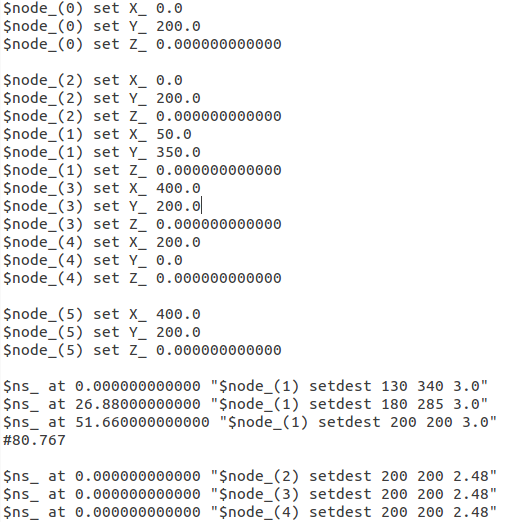 $node_(0) set X_ 0.0
$node_(0) set Y_ 200.0
$node_(0) set Z_ 0.000000000000
$node_(2) set X_ 0.0
$node_(2) set Y_ 200.0
$node_(2) set Z_ 0.000000000000
$node_(1) set X_ 50.0
$node_(1) set Y_ 350.0
$node_(1) set Z_ 0.000000000000
$node_(3) set X_ 400.0
$node_(3) set Y_ 200.0
$node_(3) set Z_ 0.000000000000
$node_(4) set X_ 200.0
$node_(4) set Y_ 0.0
$node_(4) set Z_ 0.000000000000
$node_(5) set X_ 400.0
$node_(5) set Y_ 200.0
$node_(5) set Z_ 0.000000000000
$ns_ at 0.000000000000 "$node_(1) setdest 130 340 3.0"
$ns_ at 26.88000000000 "$node_(1) setdest 180 285 3.0"
$ns_ at 51.660000000000 "$node_(1) setdest 200 200 3.0"
#80.767
$ns_ at 0.000000000000 "$node_(2) setdest 200 200 2.48"
$ns_ at 0.000000000000 "$node_(3) setdest 200 200 2.48"
$ns_ at 0.000000000000 "$node_(4) setdest 200 200 2.48"